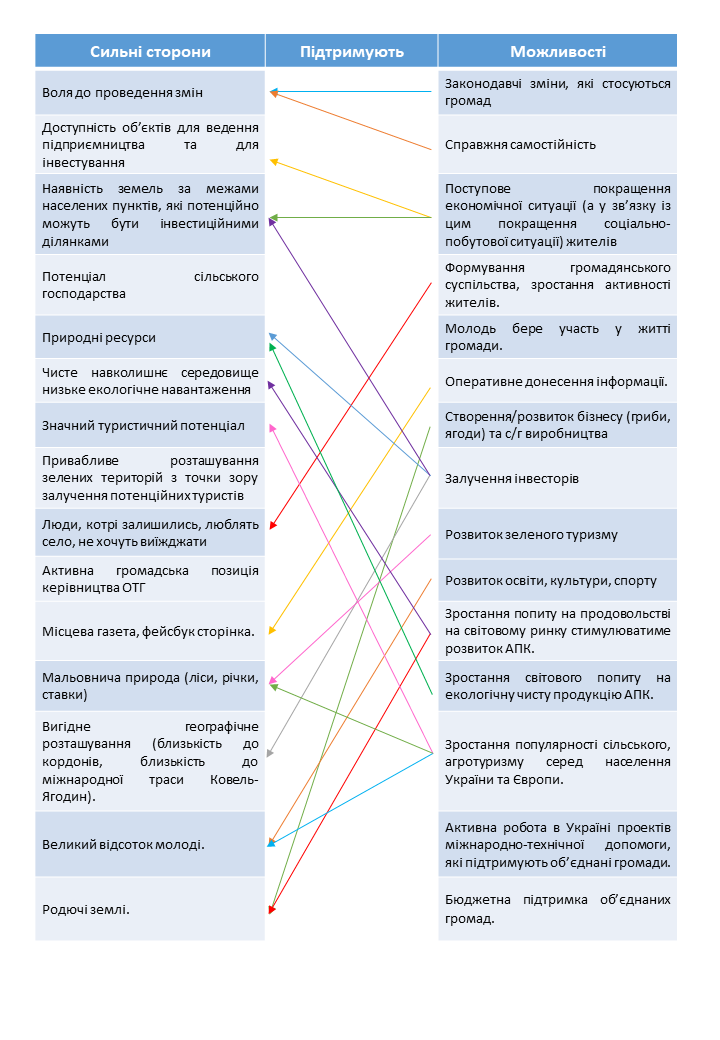 Сильні сторони
Підтримують
Можливості
Воля до проведення змін
Законодавчі зміни, які стосуються
громад
Доступність об’єктів для ведення
підприємництва та для
інвестування
Справжня самостійність
Наявність земель за межами
населених пунктів, які потенційно
можуть бути інвестиційними
ділянками
Поступове покращення
економічної ситуації (а у зв’язку із
цим покращення соціально-
побутової ситуації) жителів
Потенціал сільського
господарства
Формування громадянського
суспільства, зростання активності
жителів.
Природні ресурси
Молодь бере участь у житті
громади.
Чисте навколишнє середовище
низьке екологічне навантаження
Оперативне донесення інформації.
Значний туристичний потенціал
Створення/розвиток бізнесу (гриби,
ягоди) та с/г виробництва
Привабливе розташування
зелених територій з точки зору
залучення потенційних туристів
Залучення інвесторів
Люди, котрі залишились, люблять
село, не хочуть виїжджати
Розвиток зеленого туризму
Активна громадська позиція
керівництва ОТГ
Розвиток освіти, культури, спорту
Місцева газета, фейсбук сторінка.
Зростання попиту на продовольстві
на світовому ринку стимулюватиме
розвиток АПК.
Мальовнича природа (ліси, річки,
ставки)
Зростання світового попиту на
екологічну чисту продукцію АПК.
Вигідне географічне
розташування (близькість до
кордонів, близькість до
міжнародної траси Ковель-
Ягодин).
Зростання популярності сільського,
агротуризму серед населення
України та Європи.
Великий відсоток молоді.
Активна робота в Україні проектів
міжнародно-технічної допомоги,
які підтримують об’єднані громади.
Родючі землі.
Бюджетна підтримка об’єднаних
громад.